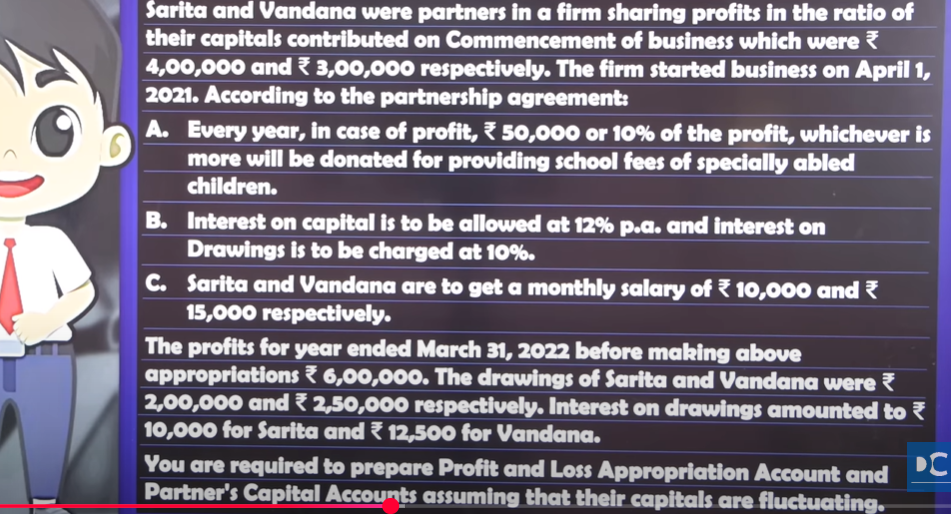 Sarita and Vandana were partners in a firm sharing profits in the ratio of
their capitals contributed on Commencement of business which were ₹
4,00,000 and ₹ 3,00,000 respectively. The firm started business on April 1,
2021. According to the partnership agreement:
A. Every year, in case of profit, ₹ 50,000 or 10% of the profit, whichever is
more will be donated for providing school fees of specially abled
children.
B. Interest on capital is to be allowed at 12% p.a. and interest on
Drawings is to be charged at 10%.
C. Sarita and Vandana are to get a monthly salary of ₹ 10,000 and ₹
15,000 respectively.
The profits for year ended March 31, 2022 before making above
appropriations ₹ 6,00,000. The drawings of Sarita and Vandana were ₹
2,00,000 and ₹ 2,50,000 respectively. Interest on drawings amounted to ₹
10,000 for Sarita and ₹ 12,500 for Vandana.
You are required to prepare Profit and Loss Appropriation Account and
Partner's Capital Accounts assuming that their capitals are fluctuating.
DC